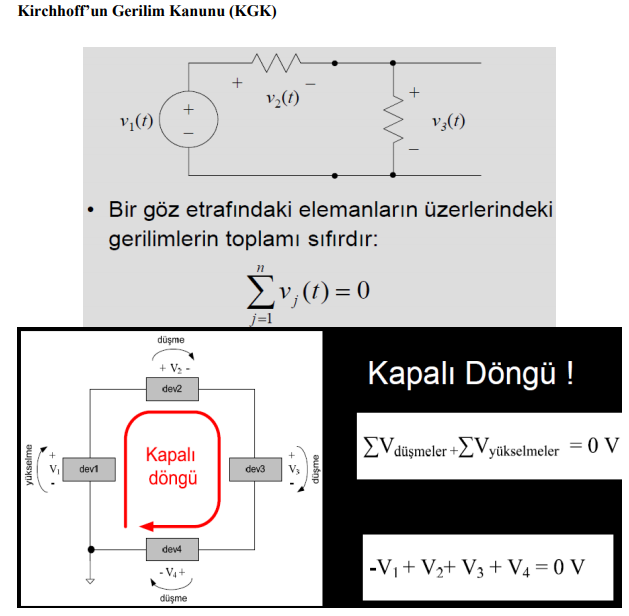 Kirchhoff'un Gerilim Kanunu (KGK)
+ v₂(t) −
v₁(t) + −
+ v₃(t) −
• Bir göz etrafındaki elemanların üzerlerindeki
gerilimlerin toplamı sıfırdır:
n
∑ vⱼ(t) = 0
j=1
düşme
+ V₂ -
dev2
Kapalı Döngü !
yükselme
+ V₁ -
dev1
Kapalı
döngü
dev3
+ V₃ -
düşme
∑Vdüşmeler +∑Vyükselmeler = 0 V
dev4
- V₄ +
düşme
-V₁ + V₂+ V₃ + V₄ = 0 V